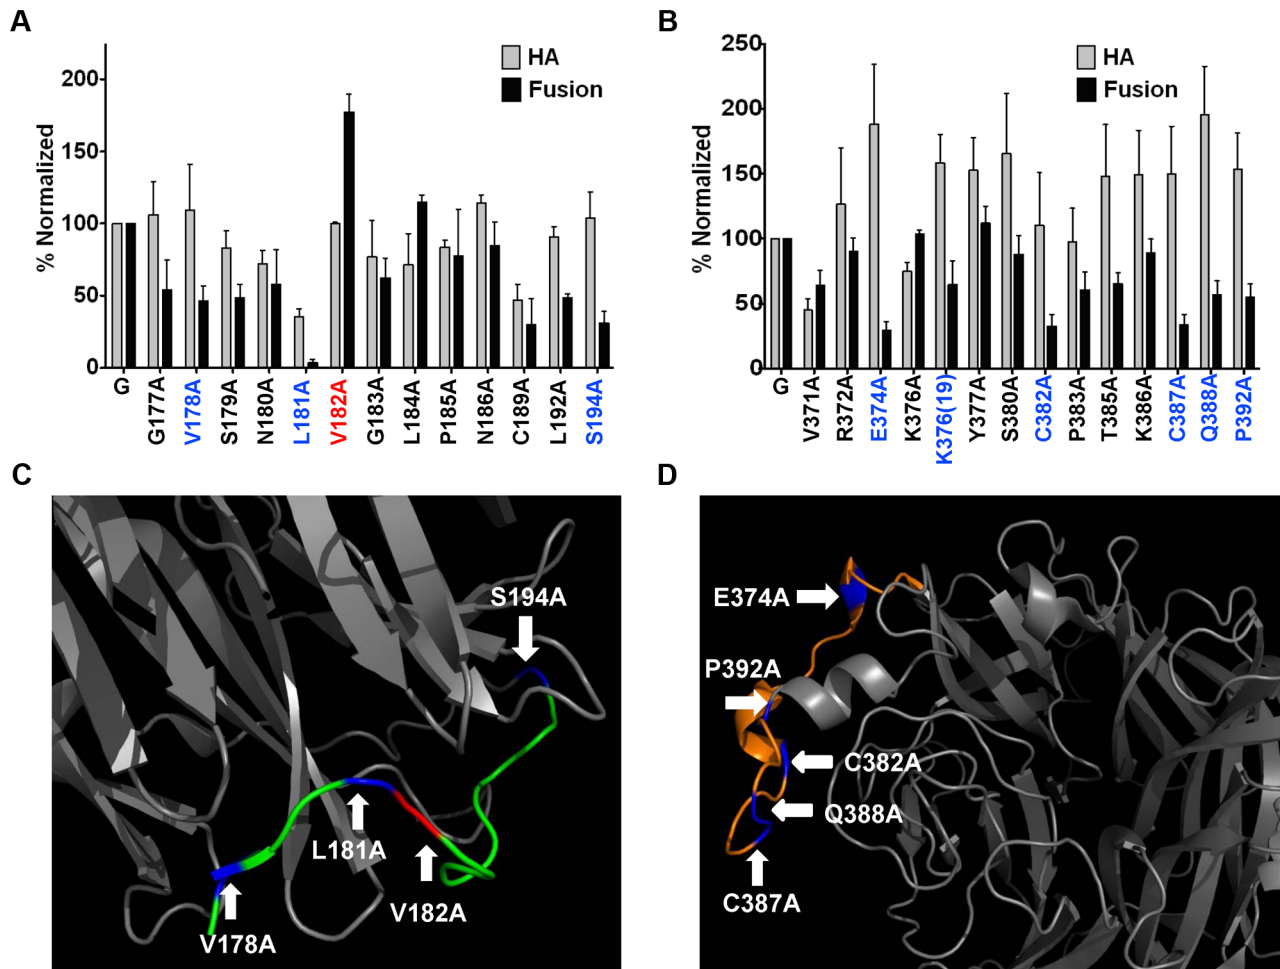 A
HA
Fusion
% Normalized
200
150
100
50
0
G
G177A
V178A
S179A
N180A
L181A
V182A
G183A
L184A
P185A
N186A
C189A
L192A
S194A
B
HA
Fusion
% Normalized
250
200
150
100
50
0
G
V371A
R372A
E374A
K376A
K376(19)
Y377A
S380A
C382A
P383A
T385A
K386A
C387A
Q388A
P392A
C
S194A
L181A
V182A
V178A
D
E374A
P392A
C382A
Q388A
C387A